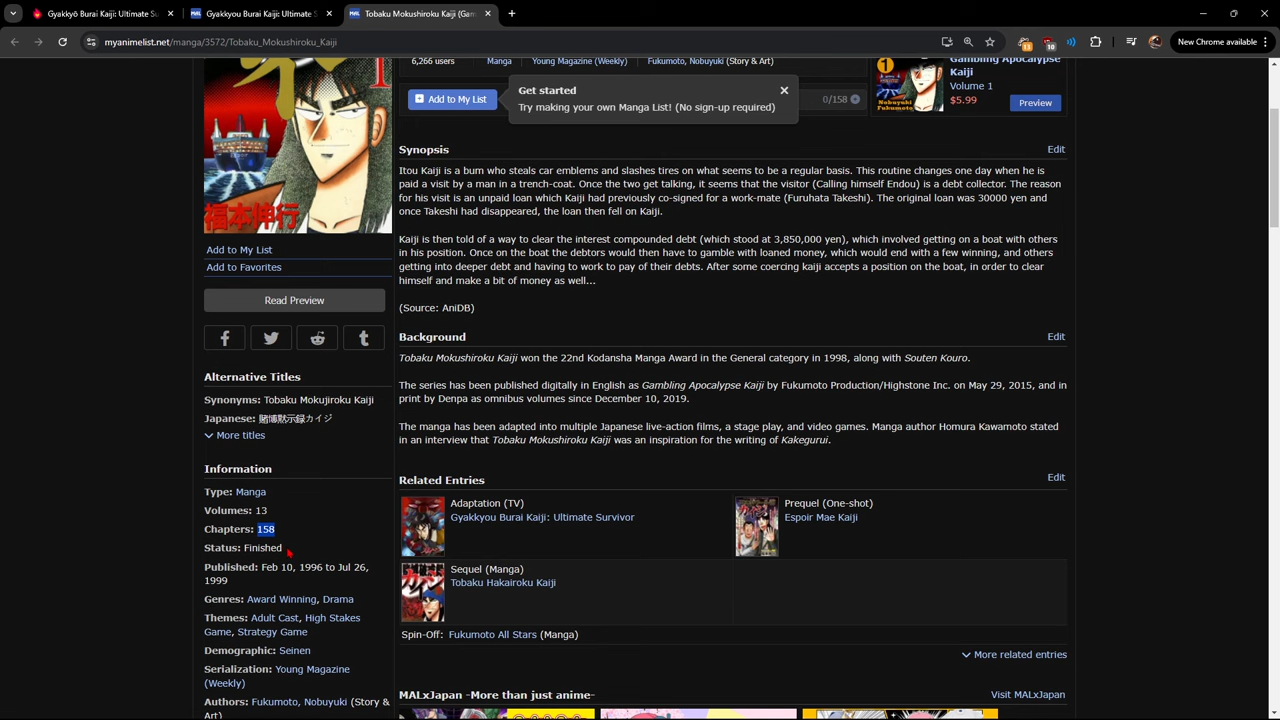 Gyakkyō Burai Kaiji: Ultimate Su
Gyakkyou Burai Kaiji: Ultimate S
Tobaku Mokushiroku Kaiji (Gam
myanimelist.net/manga/3572/Tobaku_Mokushiroku_Kaiji
New Chrome available
6,266 users
Manga
Young Magazine (Weekly)
Fukumoto, Nobuyuki (Story & Art)
Add to My List
Get started
Try making your own Manga List! (No sign-up required)
0/158
Gambling Apocalypse
Kaiji
Volume 1
$5.99
Preview
福本伸行
Add to My List
Add to Favorites
Read Preview
Alternative Titles
Synonyms: Tobaku Mokujiroku Kaiji
Japanese: 賭博黙示録カイジ
More titles
Information
Type: Manga
Volumes: 13
Chapters: 158
Status: Finished
Published: Feb 10, 1996 to Jul 26,
1999
Genres: Award Winning, Drama
Themes: Adult Cast, High Stakes
Game, Strategy Game
Demographic: Seinen
Serialization: Young Magazine
(Weekly)
Authors: Fukumoto, Nobuyuki (Story &
Art)
Synopsis
Edit
Itou Kaiji is a bum who steals car emblems and slashes tires on what seems to be a regular basis. This routine changes one day when he is
paid a visit by a man in a trench-coat. Once the two get talking, it seems that the visitor (Calling himself Endou) is a debt collector. The reason
for his visit is an unpaid loan which Kaiji had previously co-signed for a work-mate (Furuhata Takeshi). The original loan was 30000 yen and
once Takeshi had disappeared, the loan then fell on Kaiji.
Kaiji is then told of a way to clear the interest compounded debt (which stood at 3,850,000 yen), which involved getting on a boat with others
in his position. Once on the boat the debtors would then have to gamble with loaned money, which would end with a few winning, and others
getting into deeper debt and having to work to pay of their debts. After some coercing kaiji accepts a position on the boat, in order to clear
himself and make a bit of money as well...
(Source: AniDB)
Background
Edit
Tobaku Mokushiroku Kaiji won the 22nd Kodansha Manga Award in the General category in 1998, along with Souten Kouro.
The series has been published digitally in English as Gambling Apocalypse Kaiji by Fukumoto Production/Highstone Inc. on May 29, 2015, and in
print by Denpa as omnibus volumes since December 10, 2019.
The manga has been adapted into multiple Japanese live-action films, a stage play, and video games. Manga author Homura Kawamoto stated
in an interview that Tobaku Mokushiroku Kaiji was an inspiration for the writing of Kakegurui.
Related Entries
Edit
Adaptation (TV)
Gyakkyou Burai Kaiji: Ultimate Survivor
Prequel (One-shot)
Espoir Mae Kaiji
Sequel (Manga)
Tobaku Hakairoku Kaiji
Spin-Off: Fukumoto All Stars (Manga)
More related entries
MALxJapan -More than just anime-
Visit MALxJapan